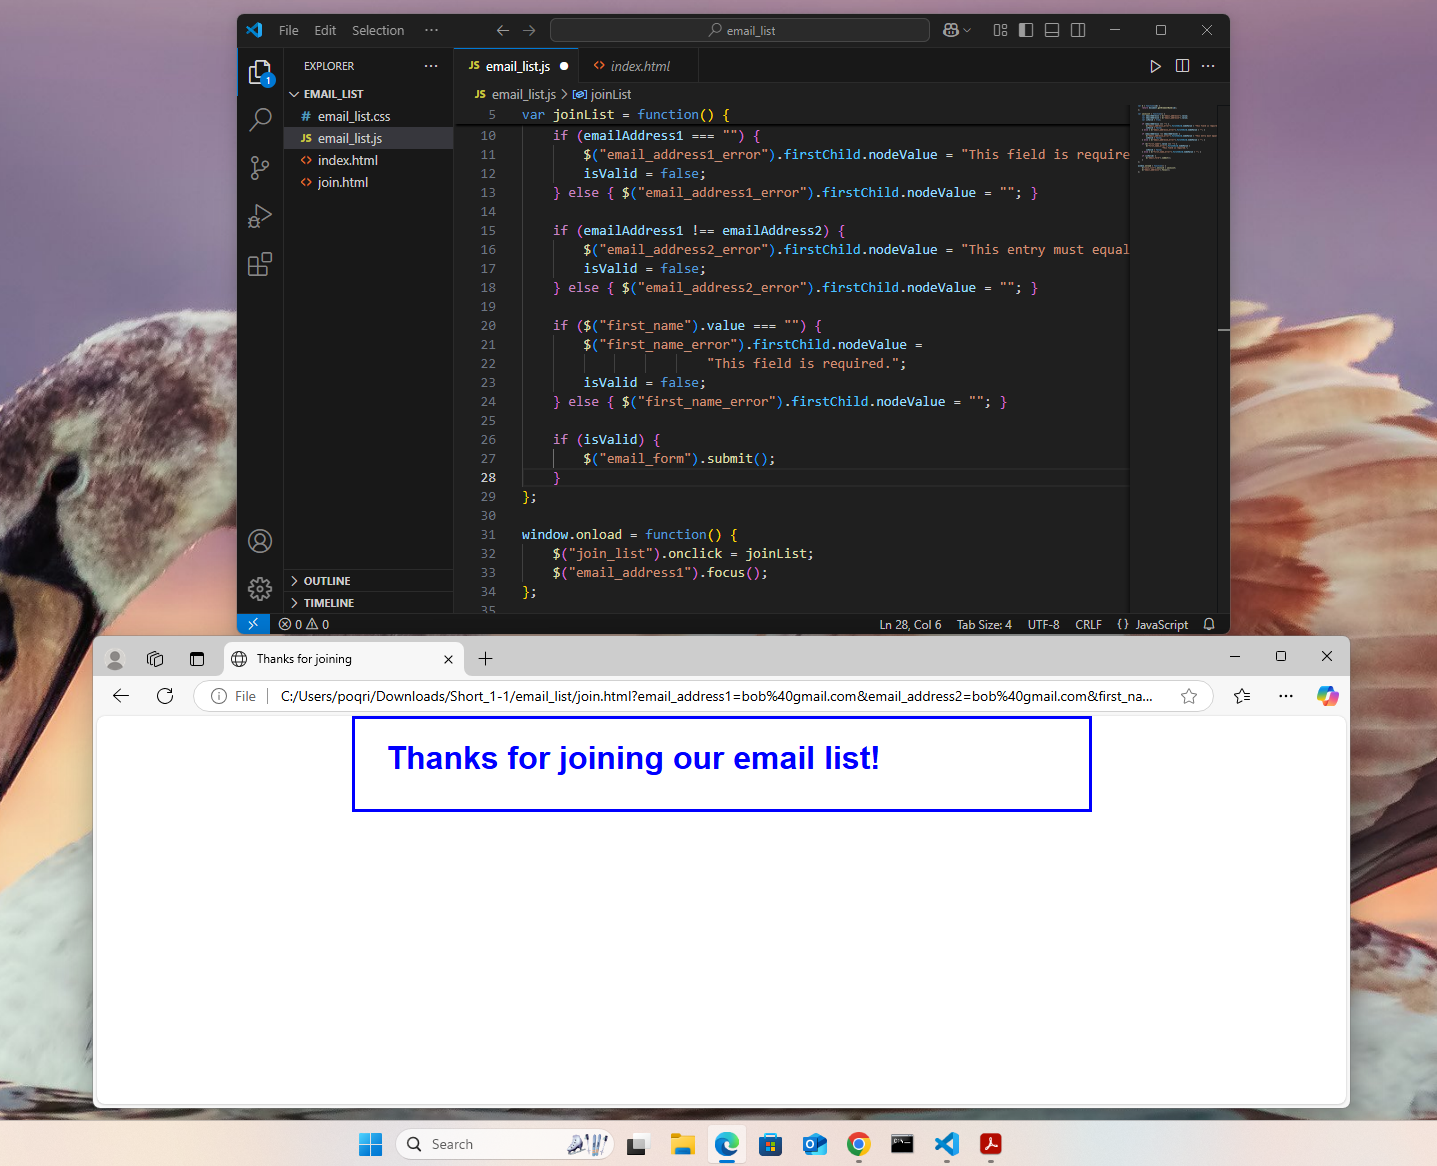 File Edit Selection ··· email_list
EXPLORER ···
EMAIL_LIST
# email_list.css
JS email_list.js
<> index.html
<> join.html
OUTLINE
TIMELINE
1
JS email_list.js ● <> index.html
JS email_list.js > joinList
5 var joinList = function() {
10 if (emailAddress1 === "") {
11 $("email_address1_error").firstChild.nodeValue = "This field is require
12 isValid = false;
13 } else { $("email_address1_error").firstChild.nodeValue = ""; }
14
15 if (emailAddress1 !== emailAddress2) {
16 $("email_address2_error").firstChild.nodeValue = "This entry must equal
17 isValid = false;
18 } else { $("email_address2_error").firstChild.nodeValue = ""; }
19
20 if ($("first_name").value === "") {
21 $("first_name_error").firstChild.nodeValue =
22 "This field is required.";
23 isValid = false;
24 } else { $("first_name_error").firstChild.nodeValue = ""; }
25
26 if (isValid) {
27 $("email_form").submit();
28 }
29 };
30
31 window.onload = function() {
32 $("join_list").onclick = joinList;
33 $("email_address1").focus();
34 };
35
0 0 Ln 28, Col 6 Tab Size: 4 UTF-8 CRLF {} JavaScript
Thanks for joining
File C:/Users/poqri/Downloads/Short_1-1/email_list/join.html?email_address1=bob%40gmail.com&email_address2=bob%40gmail.com&first_na...
Thanks for joining our email list!
Search